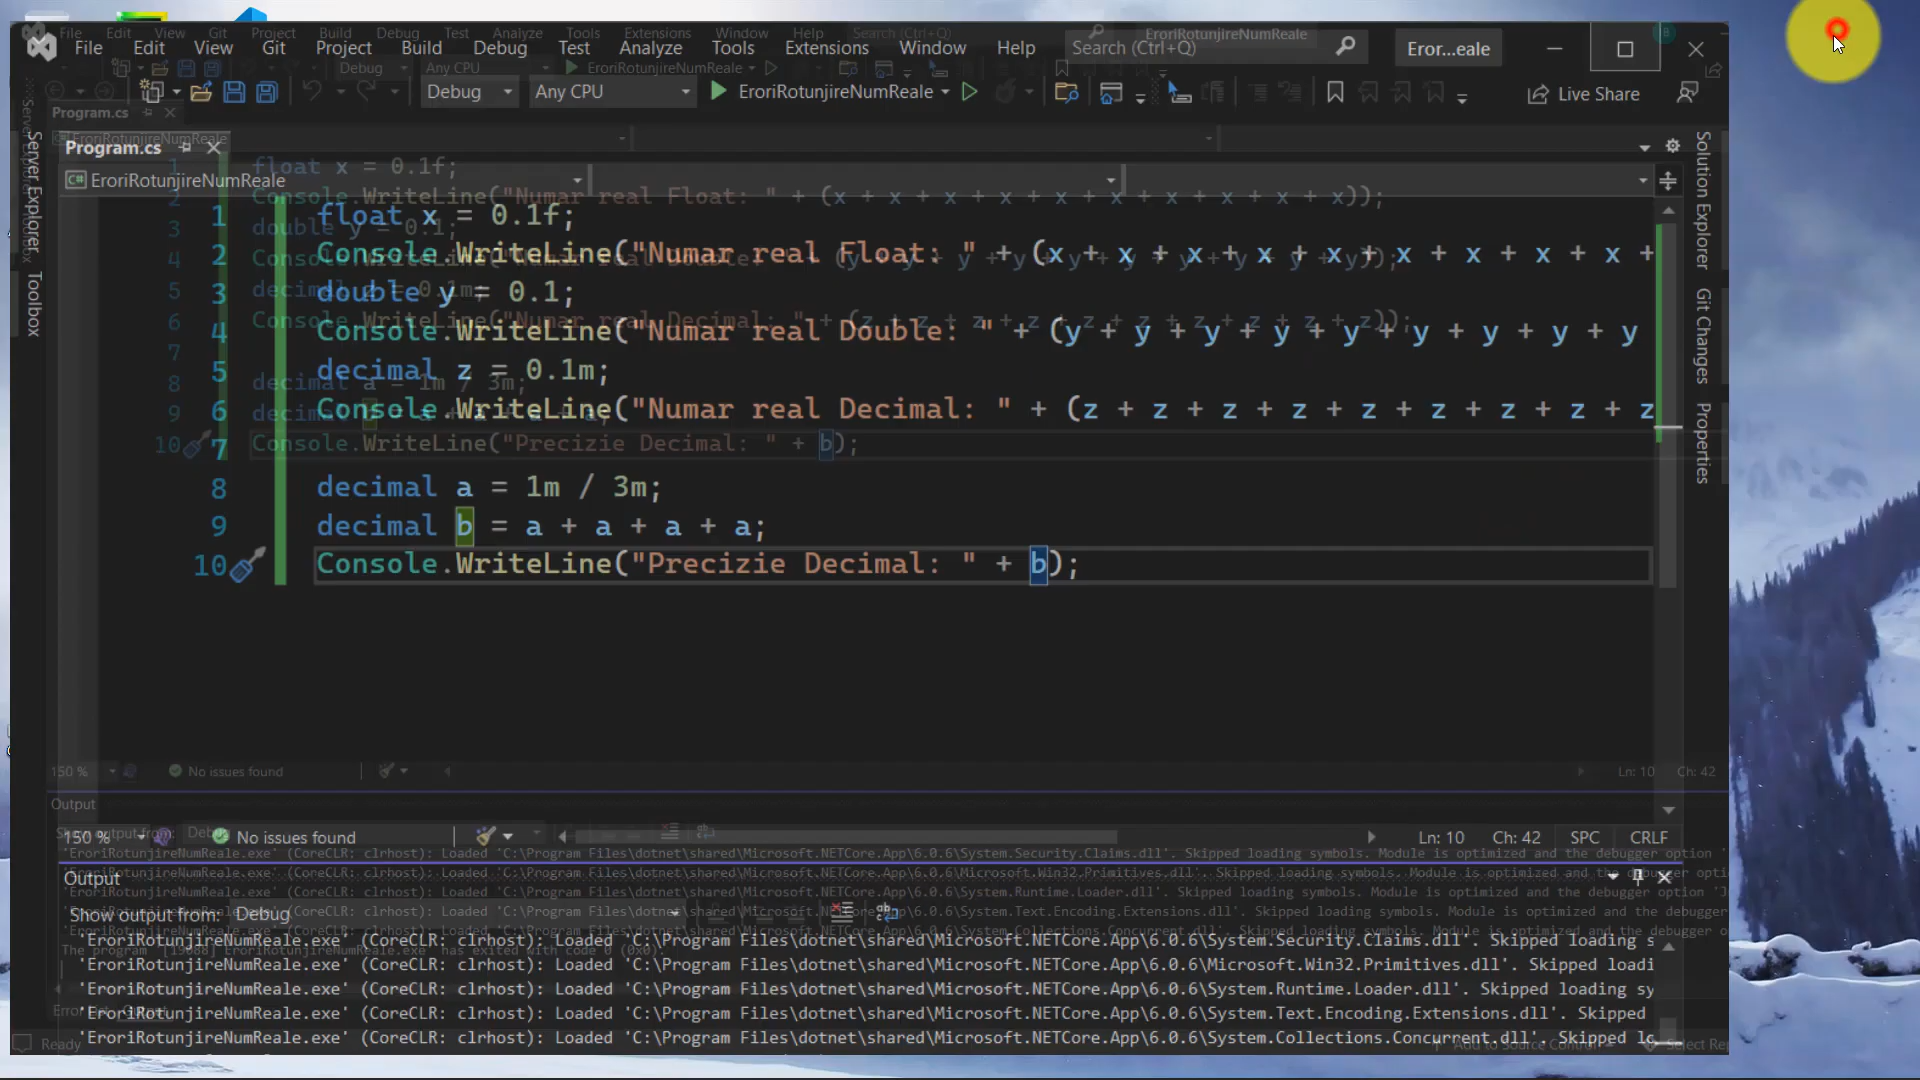 File Edit View Git Project Build Debug Test Analyze Tools Extensions Window Help Search (Ctrl+Q) Eror...eale
Debug Any CPU EroriRotunjireNumReale Live Share
Program.cs
EroriRotunjireNumReale
Server Explorer
Toolbox
1 float x = 0.1f;
2 Console.WriteLine("Numar real Float: " + (x + x + x + x + x + x + x + x + x +
3 double y = 0.1;
4 Console.WriteLine("Numar real Double: " + (y + y + y + y + y + y + y + y + y
5 decimal z = 0.1m;
6 Console.WriteLine("Numar real Decimal: " + (z + z + z + z + z + z + z + z + z
7
8 decimal a = 1m / 3m;
9 decimal b = a + a + a + a;
10 Console.WriteLine("Precizie Decimal: " + b);
Solution Explorer
Git Changes
Properties
150 % No issues found Ln: 10 Ch: 42 SPC CRLF
Output
Show output from: Debug
'EroriRotunjireNumReale.exe' (CoreCLR: clrhost): Loaded 'C:\Program Files\dotnet\shared\Microsoft.NETCore.App\6.0.6\System.Security.Claims.dll'. Skipped loading s
'EroriRotunjireNumReale.exe' (CoreCLR: clrhost): Loaded 'C:\Program Files\dotnet\shared\Microsoft.NETCore.App\6.0.6\Microsoft.Win32.Primitives.dll'. Skipped loadi
'EroriRotunjireNumReale.exe' (CoreCLR: clrhost): Loaded 'C:\Program Files\dotnet\shared\Microsoft.NETCore.App\6.0.6\System.Runtime.Loader.dll'. Skipped loading sy
'EroriRotunjireNumReale.exe' (CoreCLR: clrhost): Loaded 'C:\Program Files\dotnet\shared\Microsoft.NETCore.App\6.0.6\System.Text.Encoding.Extensions.dll'. Skipped
'EroriRotunjireNumReale.exe' (CoreCLR: clrhost): Loaded 'C:\Program Files\dotnet\shared\Microsoft.NETCore.App\6.0.6\System.Collections.Concurrent.dll'. Skipped lo
Ready